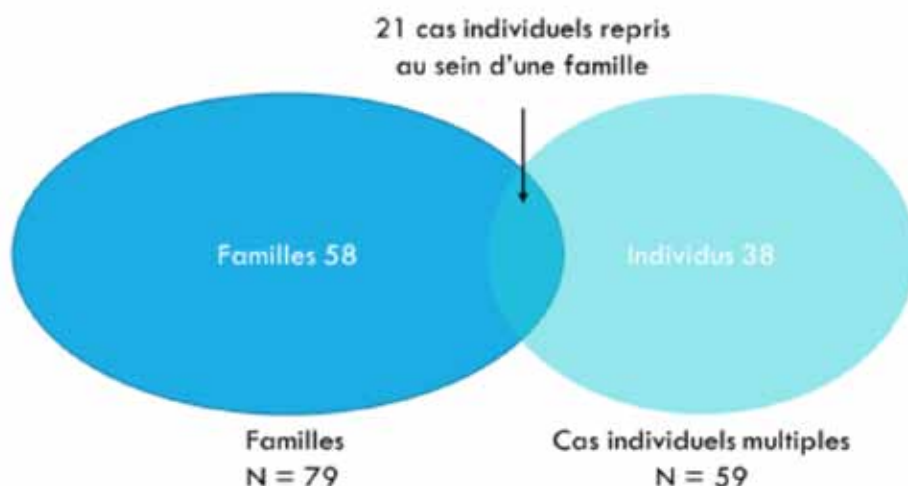 21 cas individuels repris
au sein d'une famille
Familles 58
Individus 38
Familles
N = 79
Cas individuels multiples
N = 59